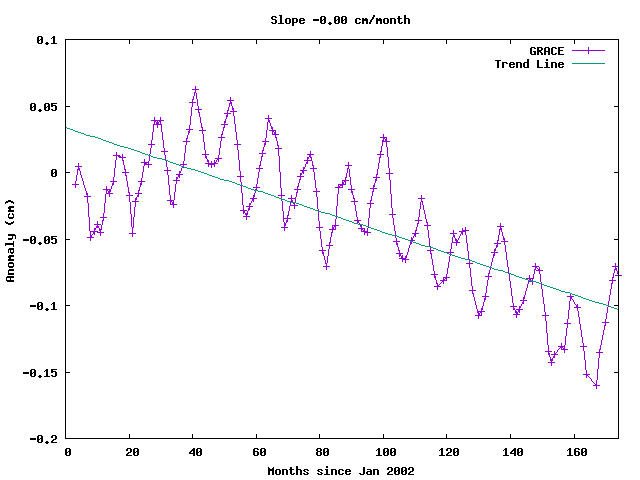 Slope -0.00 cm/month
GRACE
Trend Line
0.1
0.05
0
-0.05
-0.1
-0.15
-0.2
Anomaly (cm)
0 20 40 60 80 100 120 140 160
Months since Jan 2002